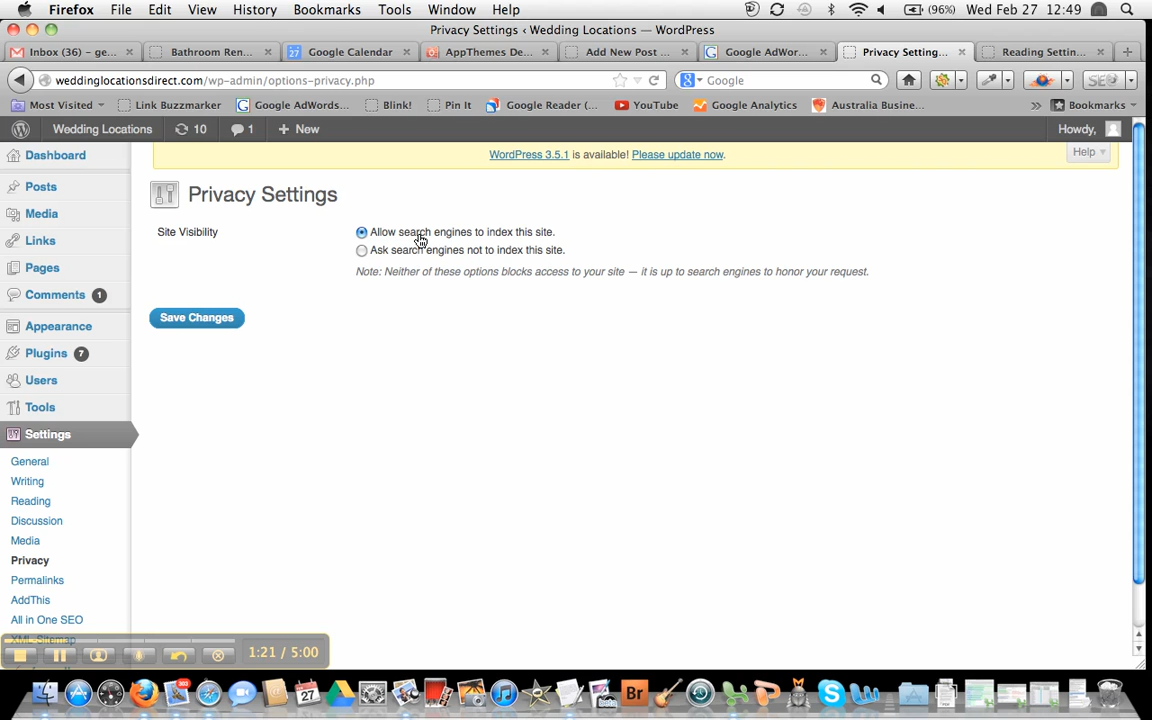 Firefox File Edit View History Bookmarks Tools Window Help (96%) Wed Feb 27 12:49
Privacy Settings ‹ Wedding Locations — WordPress
Inbox (36) – ge... Bathroom Ren... 27 Google Calendar AppThemes De... Add New Post ... Google AdWor... Privacy Setting... Reading Settin...
weddinglocationsdirect.com/wp-admin/options-privacy.php Google SEO
Most Visited Link Buzzmarker Google AdWords... Blink! Pin It Google Reader (... YouTube Google Analytics Australia Busine... Bookmarks
Wedding Locations 10 1 + New Howdy,
WordPress 3.5.1 is available! Please update now. Help
Dashboard
Posts
Media
Links
Pages
Comments 1
Appearance
Plugins 7
Users
Tools
Settings
General
Writing
Reading
Discussion
Media
Privacy
Permalinks
AddThis
All in One SEO
XML-Sitemap
Privacy Settings
Site Visibility
Allow search engines to index this site.
Ask search engines not to index this site.
Note: Neither of these options blocks access to your site — it is up to search engines to honor your request.
Save Changes
1:21 / 5:00
303 27 beta Br